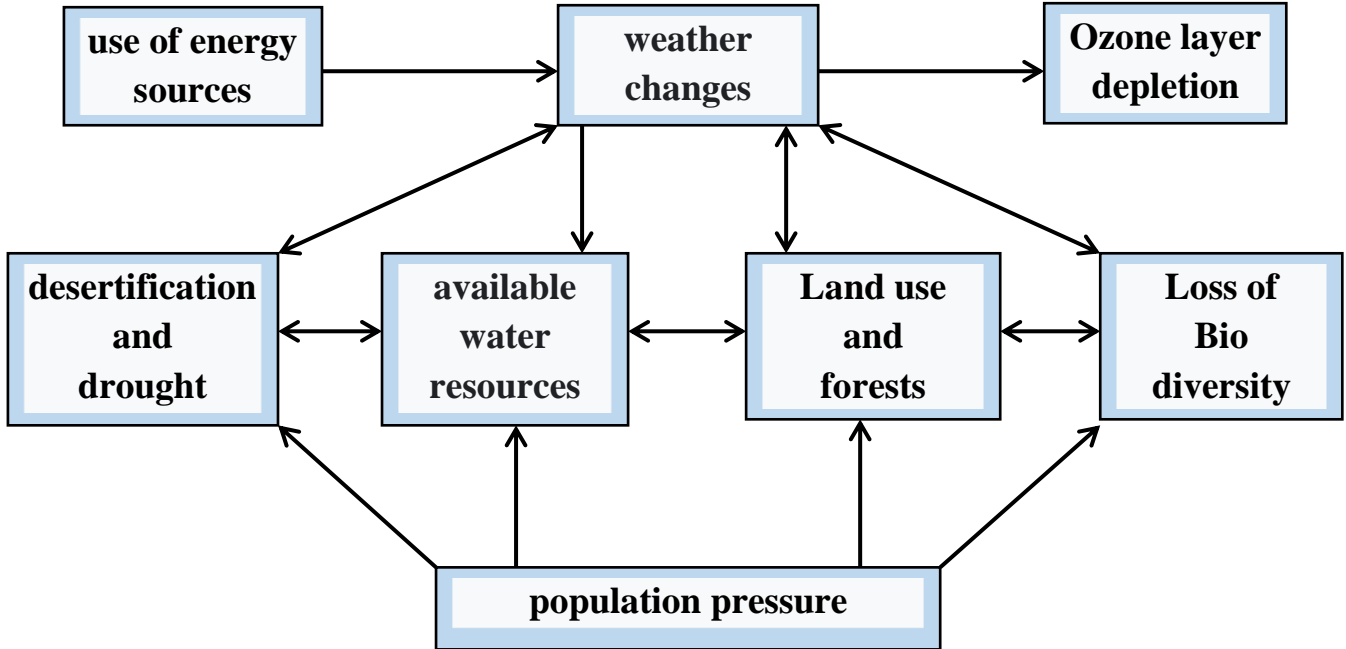 use of energy
sources
weather
changes
Ozone layer
depletion
desertification
and
drought
available
water
resources
Land use
and
forests
Loss of
Bio
diversity
population pressure